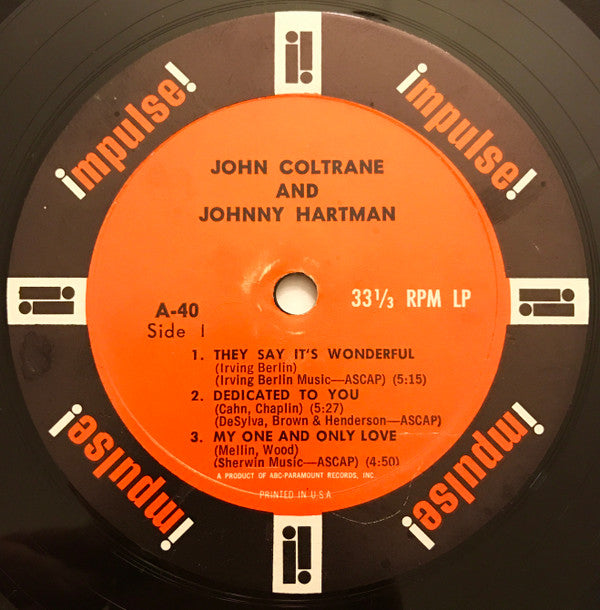 impulse!
impulse!
JOHN COLTRANE
AND
JOHNNY HARTMAN
A-40
33 1/3 RPM LP
Side 1
1. THEY SAY IT'S WONDERFUL
(Irving Berlin)
(Irving Berlin Music—ASCAP) (5:15)
2. DEDICATED TO YOU
(Cahn, Chaplin) (5:27)
(DeSylva, Brown & Henderson—ASCAP)
3. MY ONE AND ONLY LOVE
(Mellin, Wood)
(Sherwin Music—ASCAP) (4:50)
A PRODUCT OF ABC-PARAMOUNT RECORDS, INC.
PRINTED IN U.S.A.
impulse!
impulse!